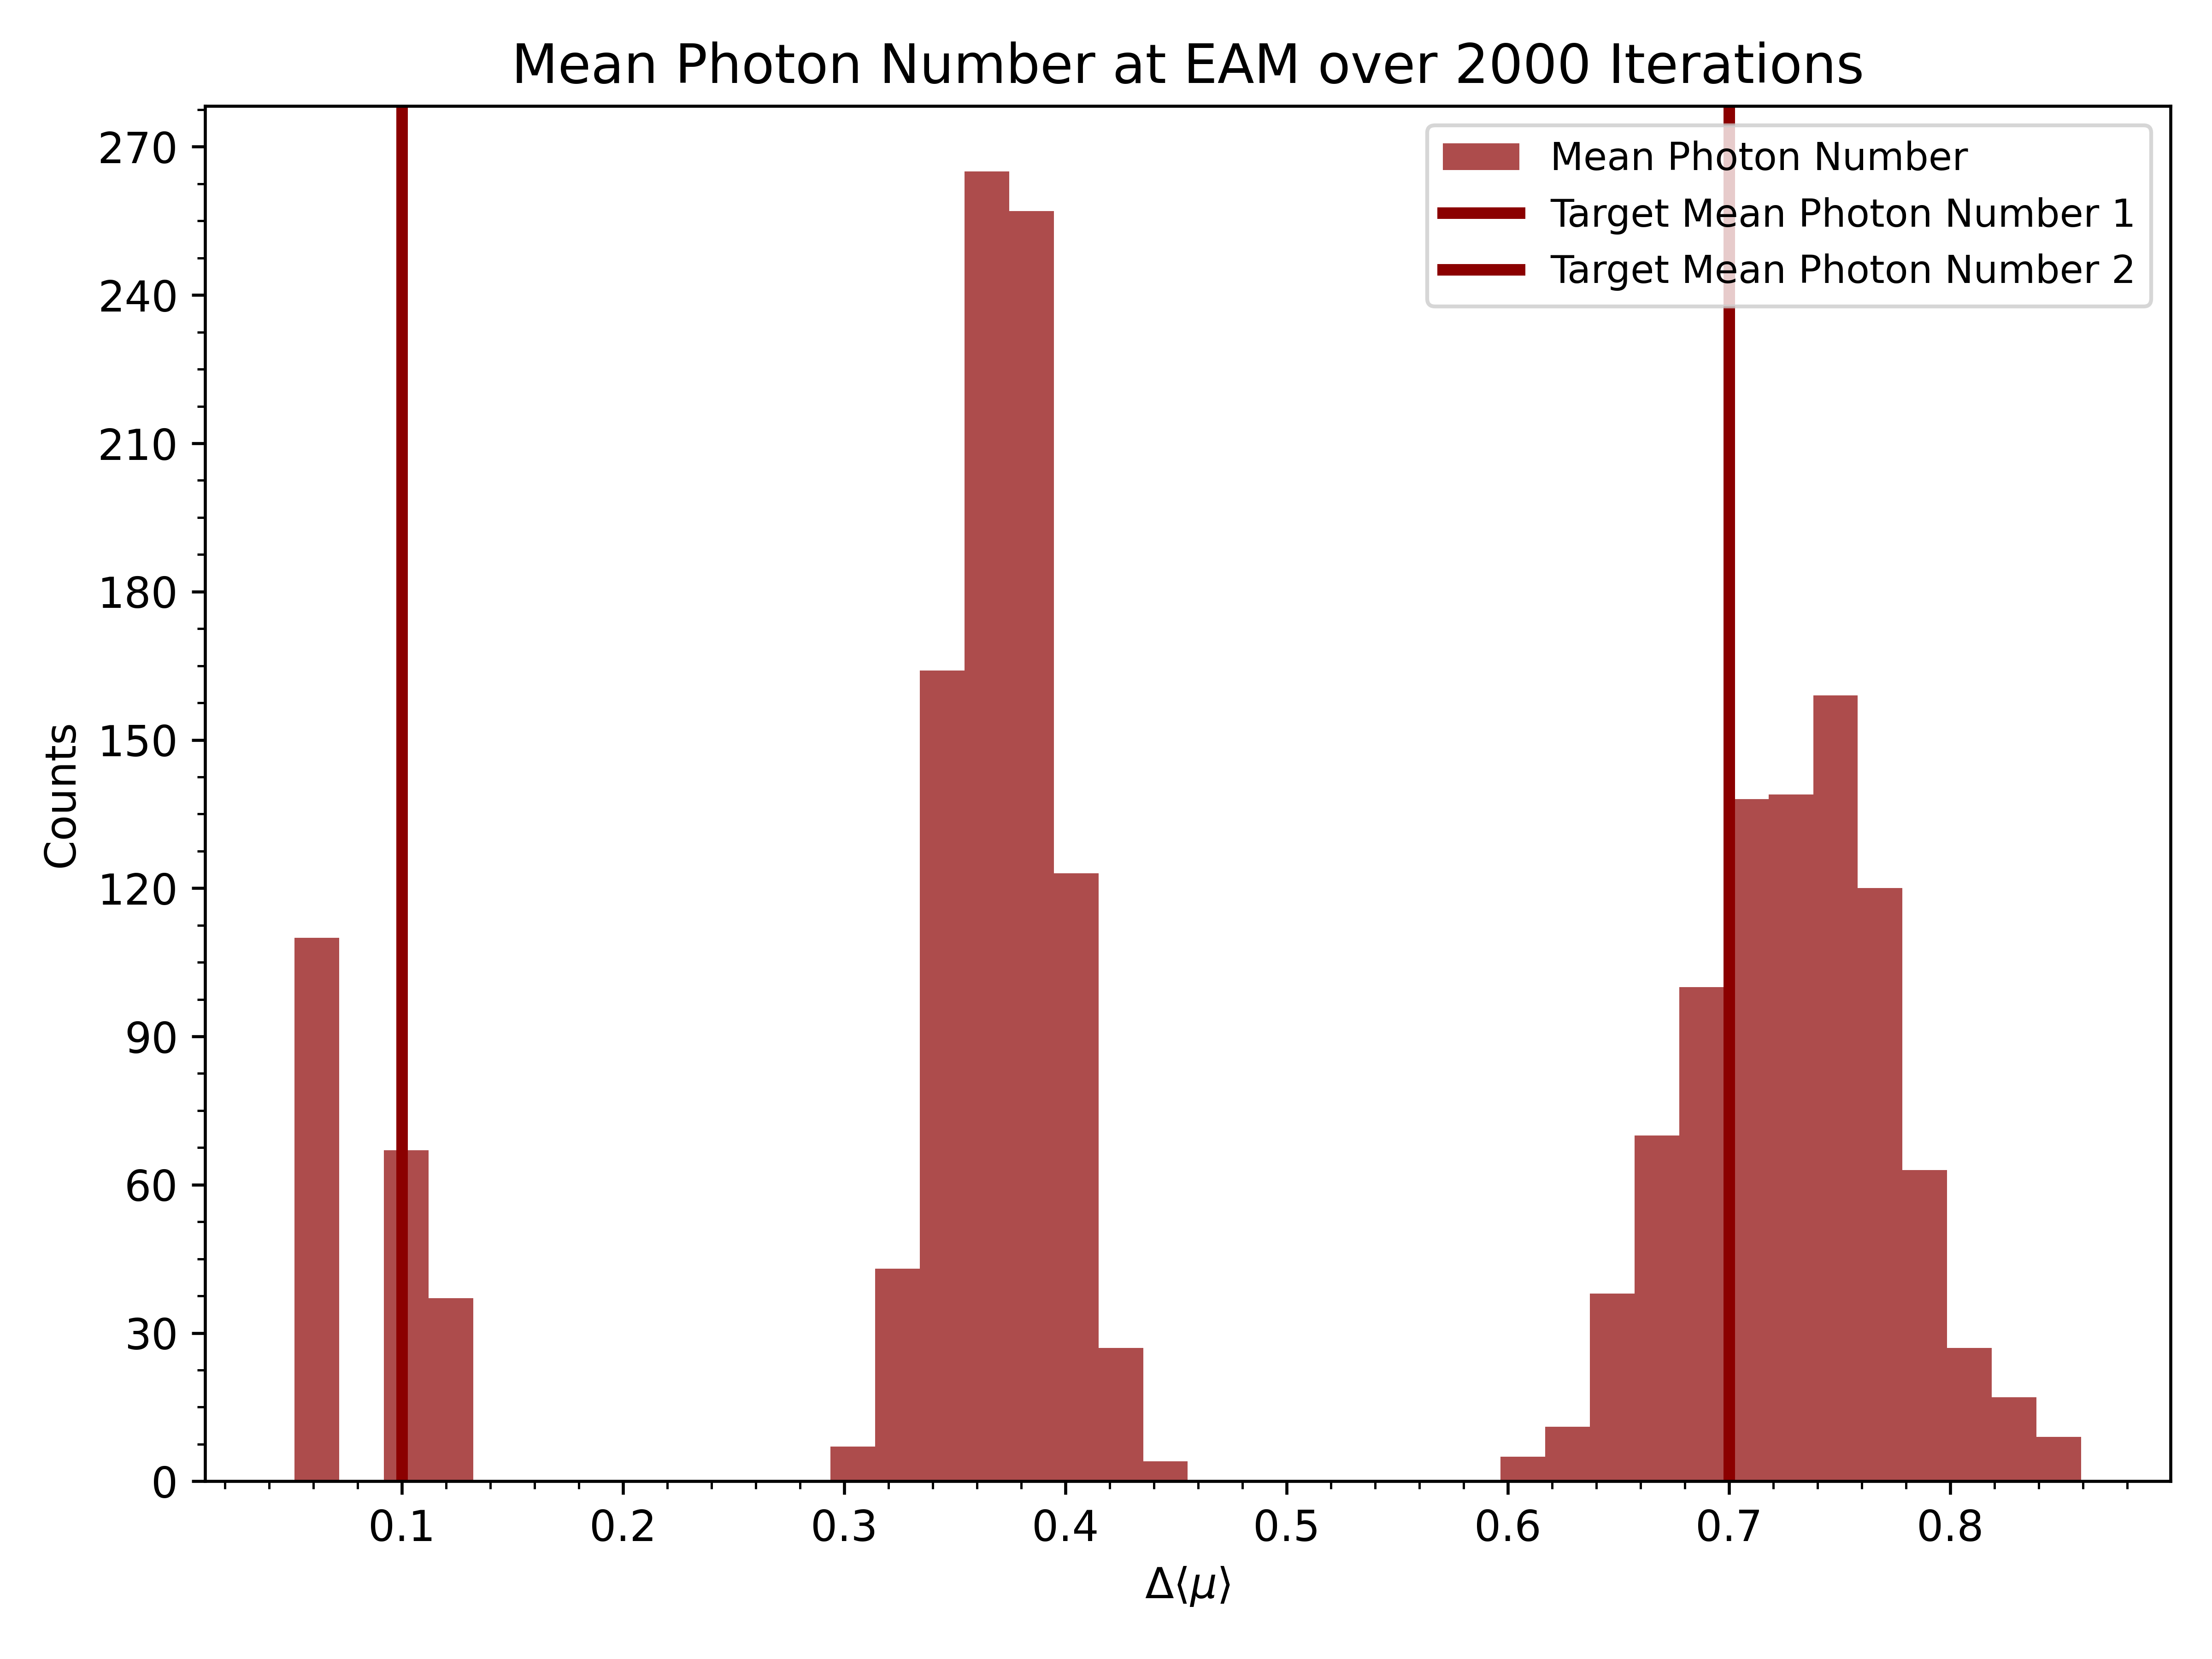 Mean Photon Number at EAM over 2000 Iterations
270
240
210
180
150
120
90
60
30
0
Counts
Mean Photon Number
Target Mean Photon Number 1
Target Mean Photon Number 2
0.1 0.2 0.3 0.4 0.5 0.6 0.7 0.8
Δ⟨μ⟩